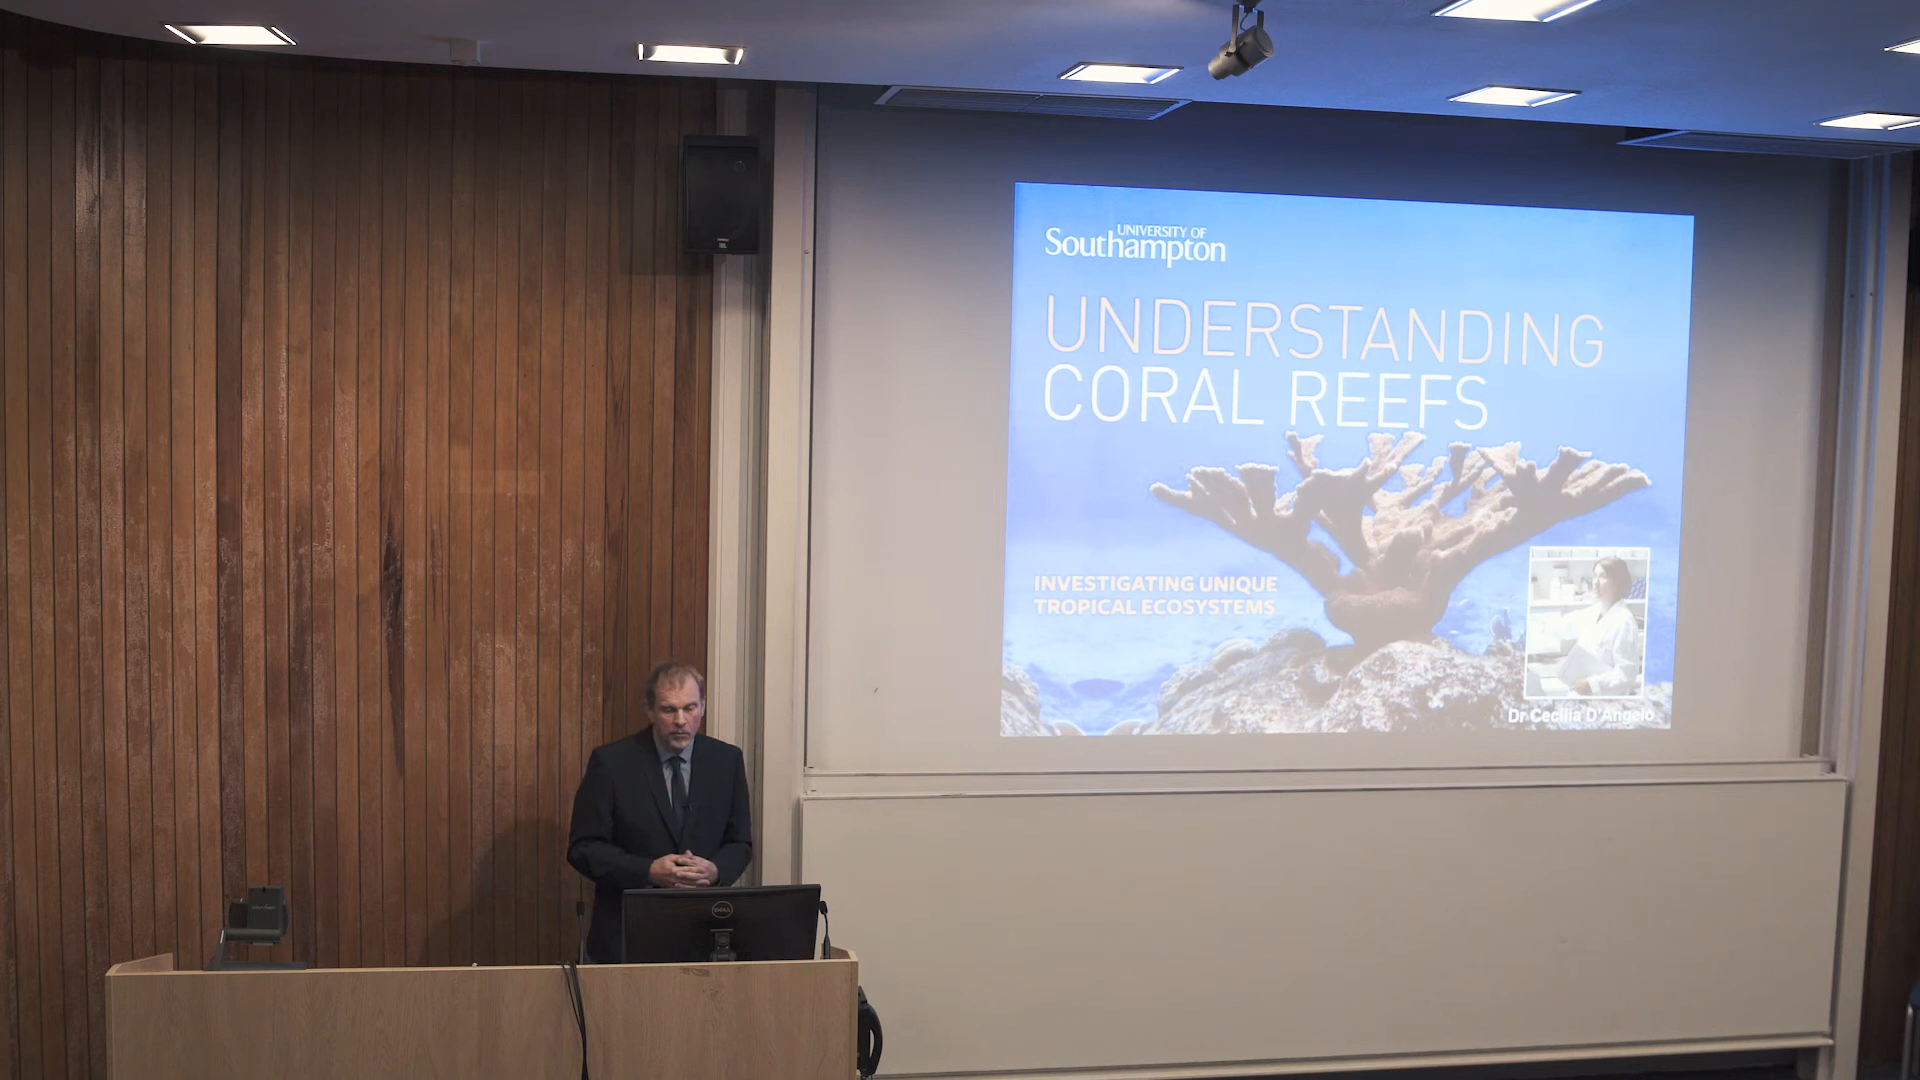 UNIVERSITY OF
Southampton
UNDERSTANDING
CORAL REEFS
INVESTIGATING UNIQUE
TROPICAL ECOSYSTEMS
Dr Cecilia D'Angelo
DELL